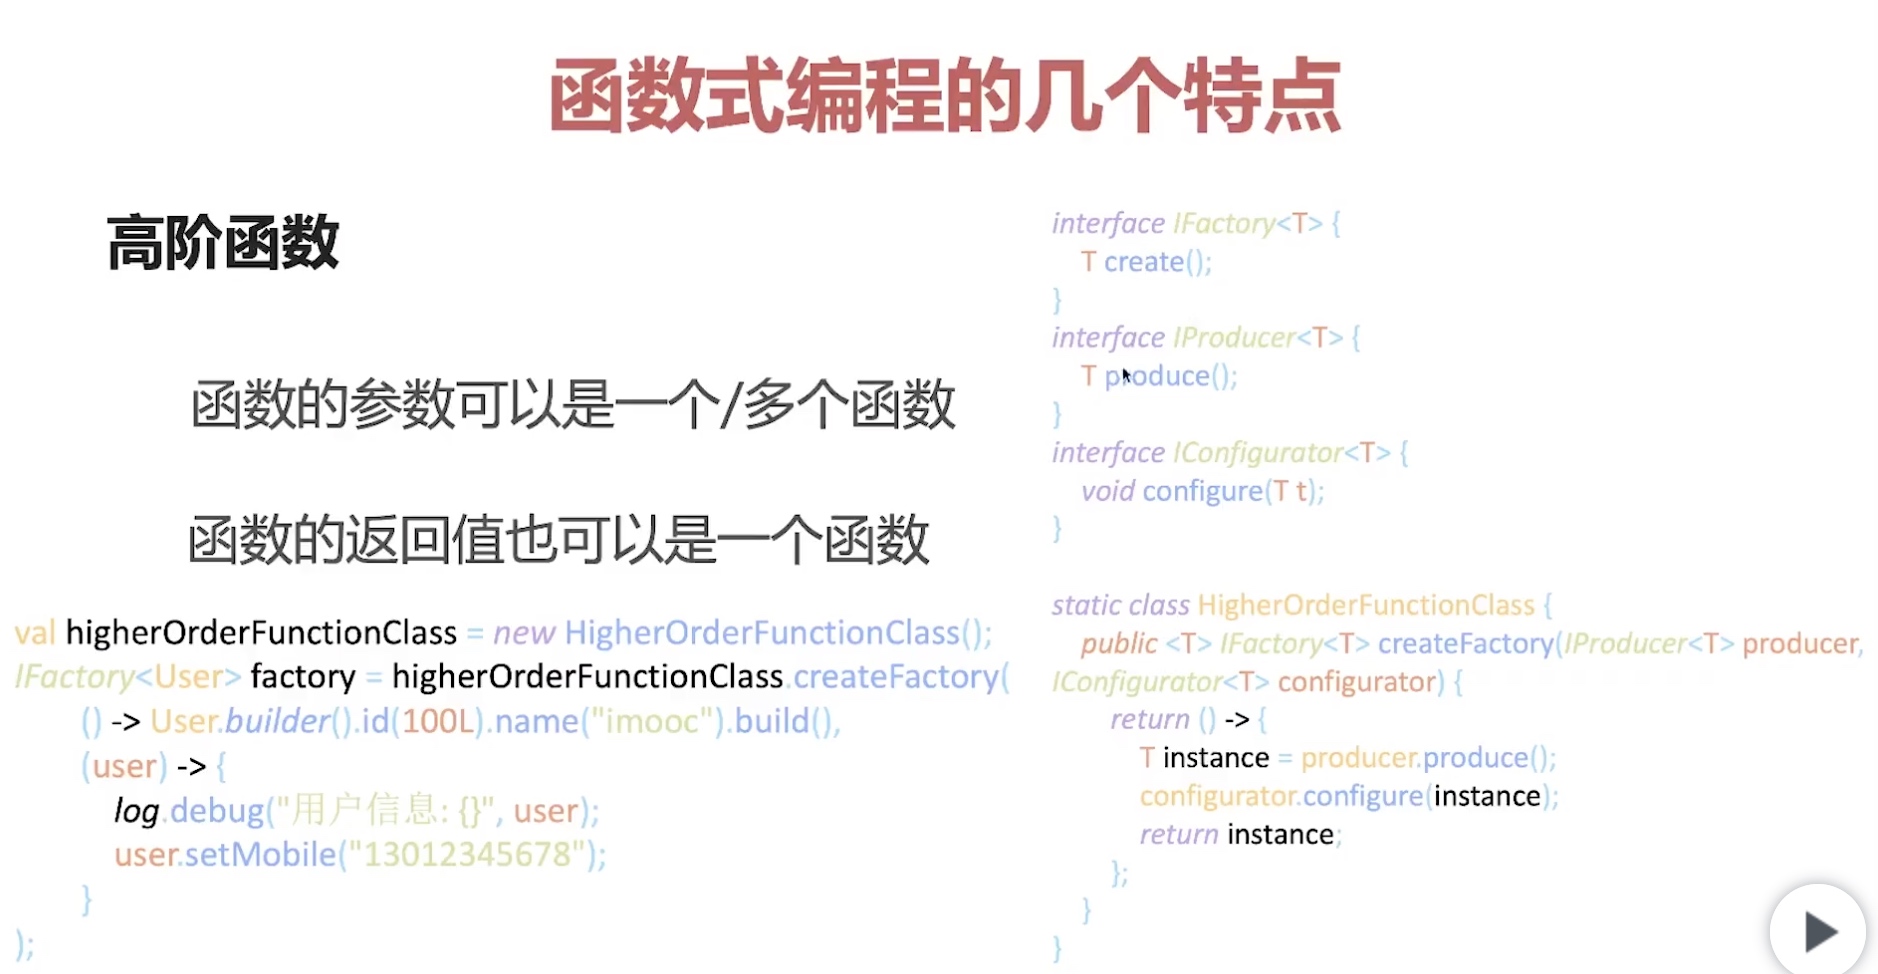 函数式编程的几个特点
高阶函数
函数的参数可以是一个/多个函数
函数的返回值也可以是一个函数
val higherOrderFunctionClass = new HigherOrderFunctionClass();
IFactory<User> factory = higherOrderFunctionClass.createFactory(
() -> User.builder().id(100L).name("imooc").build(),
(user) -> {
log.debug("用户信息: {}", user);
user.setMobile("13012345678");
}
);
interface IFactory<T> {
T create();
}
interface IProducer<T> {
T produce();
}
interface IConfigurator<T> {
void configure(T t);
}
static class HigherOrderFunctionClass {
public <T> IFactory<T> createFactory(IProducer<T> producer,
IConfigurator<T> configurator) {
return () -> {
T instance = producer.produce();
configurator.configure(instance);
return instance;
};
}
}